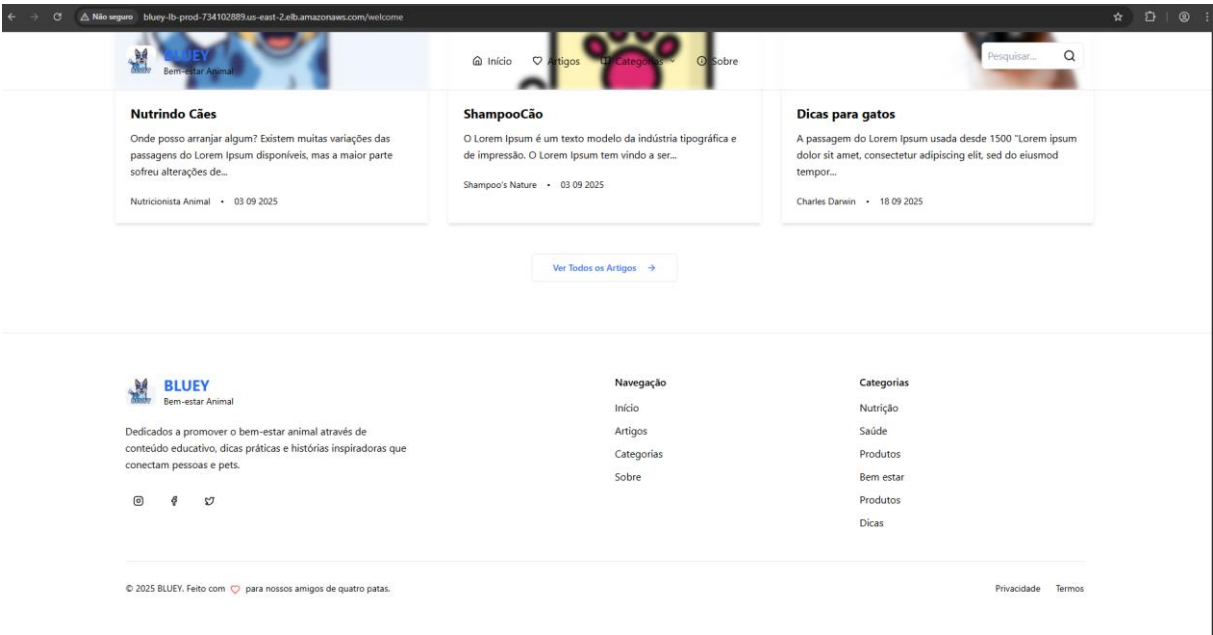 Não seguro bluey-lb-prod-734102889.us-east-2.elb.amazonaws.com/welcome
BLUEY
Bem-estar Animal
Início Artigos Categorias Sobre
Pesquisar...
Nutrindo Cães
Onde posso arranjar algum? Existem muitas variações das
passagens do Lorem Ipsum disponíveis, mas a maior parte
sofreu alterações de...
Nutricionista Animal • 03 09 2025
ShampooCão
O Lorem Ipsum é um texto modelo da indústria tipográfica e
de impressão. O Lorem Ipsum tem vindo a ser...
Shampoo's Nature • 03 09 2025
Dicas para gatos
A passagem do Lorem Ipsum usada desde 1500 "Lorem ipsum
dolor sit amet, consectetur adipiscing elit, sed do eiusmod
tempor...
Charles Darwin • 18 09 2025
Ver Todos os Artigos
BLUEY
Bem-estar Animal
Dedicados a promover o bem-estar animal através de
conteúdo educativo, dicas práticas e histórias inspiradoras que
conectam pessoas e pets.
Navegação
Início
Artigos
Categorias
Sobre
Categorias
Nutrição
Saúde
Produtos
Bem estar
Produtos
Dicas
© 2025 BLUEY. Feito com para nossos amigos de quatro patas.
Privacidade Termos